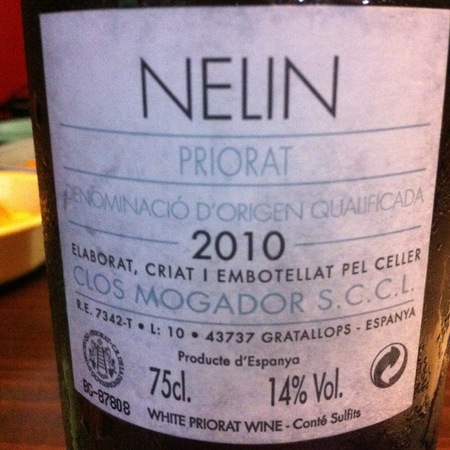 NELIN
PRIORAT
DENOMINACIÓ D'ORIGEN QUALIFICADA
2010
ELABORAT, CRIAT I EMBOTELLAT PEL CELLER
CLOS MOGADOR S.C.C.L.
R.E. 7342-T • L: 10 • 43737 GRATALLOPS - ESPANYA
Producte d'Espanya
75cl. 14% Vol.
BG-87808
WHITE PRIORAT WINE - Conté Sulfits